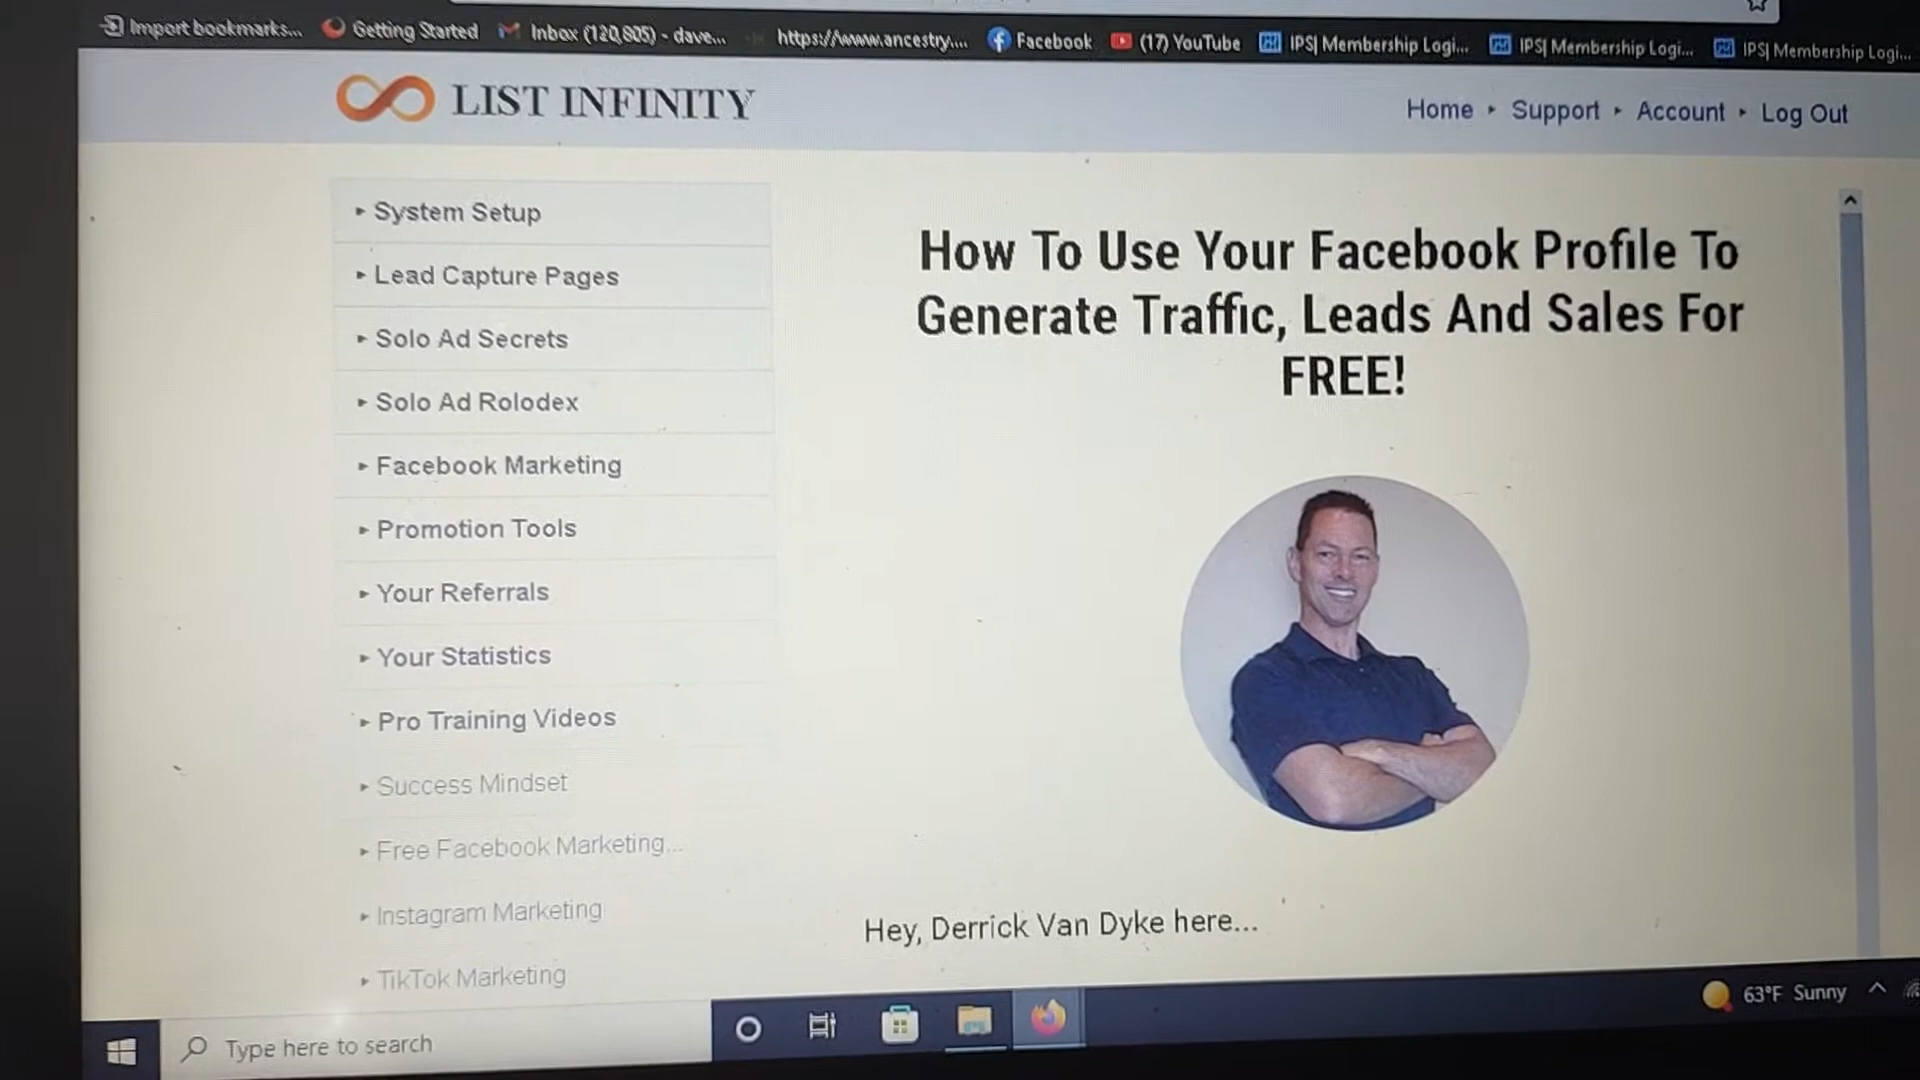 Import bookmarks...
Getting Started
Inbox (120,805) - dave...
https://www.ancestry....
Facebook
(17) YouTube
IPS| Membership Logi...
IPS| Membership Logi...
IPS| Membership Logi...
LIST INFINITY
Home ‣ Support ‣ Account ‣ Log Out
System Setup
Lead Capture Pages
Solo Ad Secrets
Solo Ad Rolodex
Facebook Marketing
Promotion Tools
Your Referrals
Your Statistics
Pro Training Videos
Success Mindset
Free Facebook Marketing...
Instagram Marketing
TikTok Marketing
How To Use Your Facebook Profile To
Generate Traffic, Leads And Sales For
FREE!
Hey, Derrick Van Dyke here...
Type here to search
63°F Sunny